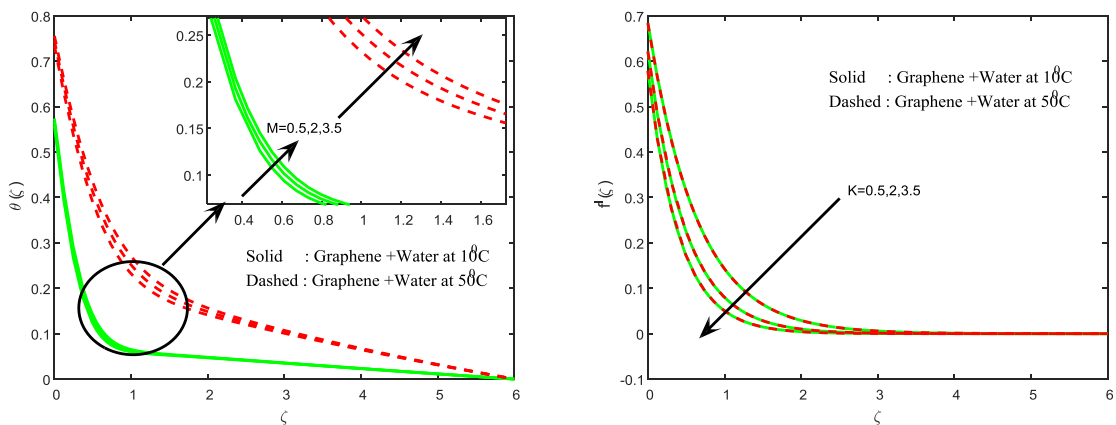 0.8
0.7
0.6
0.5
0.4
0.3
0.2
0.1
0
θ(ζ)
0.25
0.15
0.1
0.4 0.6 0.8 1 1.2 1.4 1.6
M=0.5,2,3.5
Solid : Graphene +Water at 10⁰C
Dashed : Graphene +Water at 50⁰C
0 1 2 3 4 5 6
ζ
0.7
0.6
0.5
0.4
0.3
0.2
0.1
0
-0.1
f'(ζ)
Solid : Graphene +Water at 10⁰C
Dashed : Graphene +Water at 50⁰C
K=0.5,2,3.5
0 1 2 3 4 5 6
ζ